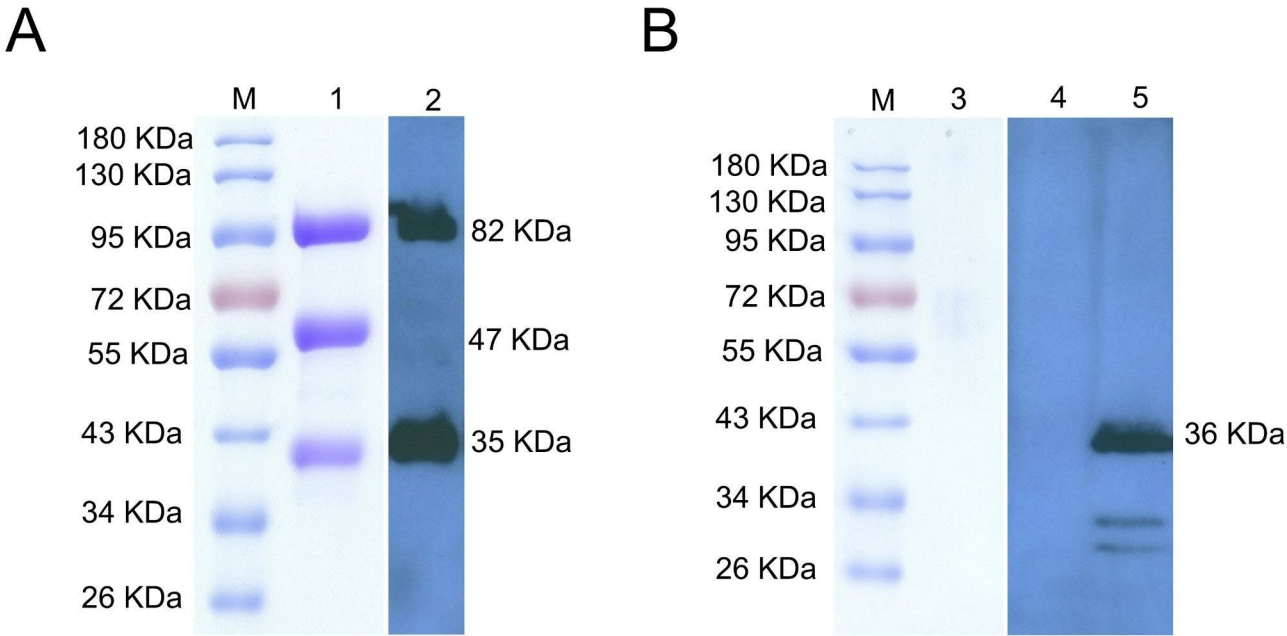 A
B
M 1 2
M 3 4 5
180 KDa
130 KDa
95 KDa
72 KDa
55 KDa
43 KDa
34 KDa
26 KDa
82 KDa
47 KDa
35 KDa
180 KDa
130 KDa
95 KDa
72 KDa
55 KDa
43 KDa
34 KDa
26 KDa
36 KDa